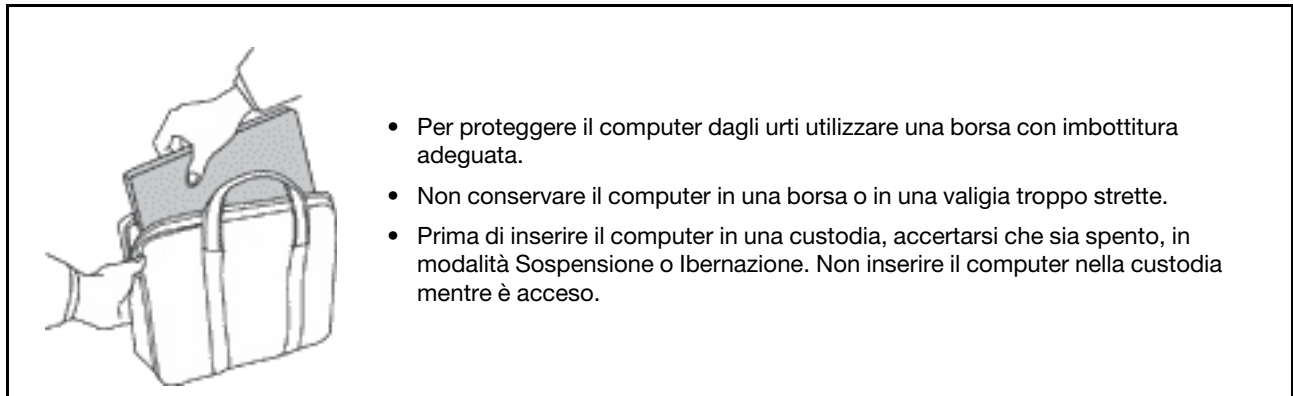 • Per proteggere il computer dagli urti utilizzare una borsa con imbottitura
adeguata.
• Non conservare il computer in una borsa o in una valigia troppo strette.
• Prima di inserire il computer in una custodia, accertarsi che sia spento, in
modalità Sospensione o Ibernazione. Non inserire il computer nella custodia
mentre è acceso.